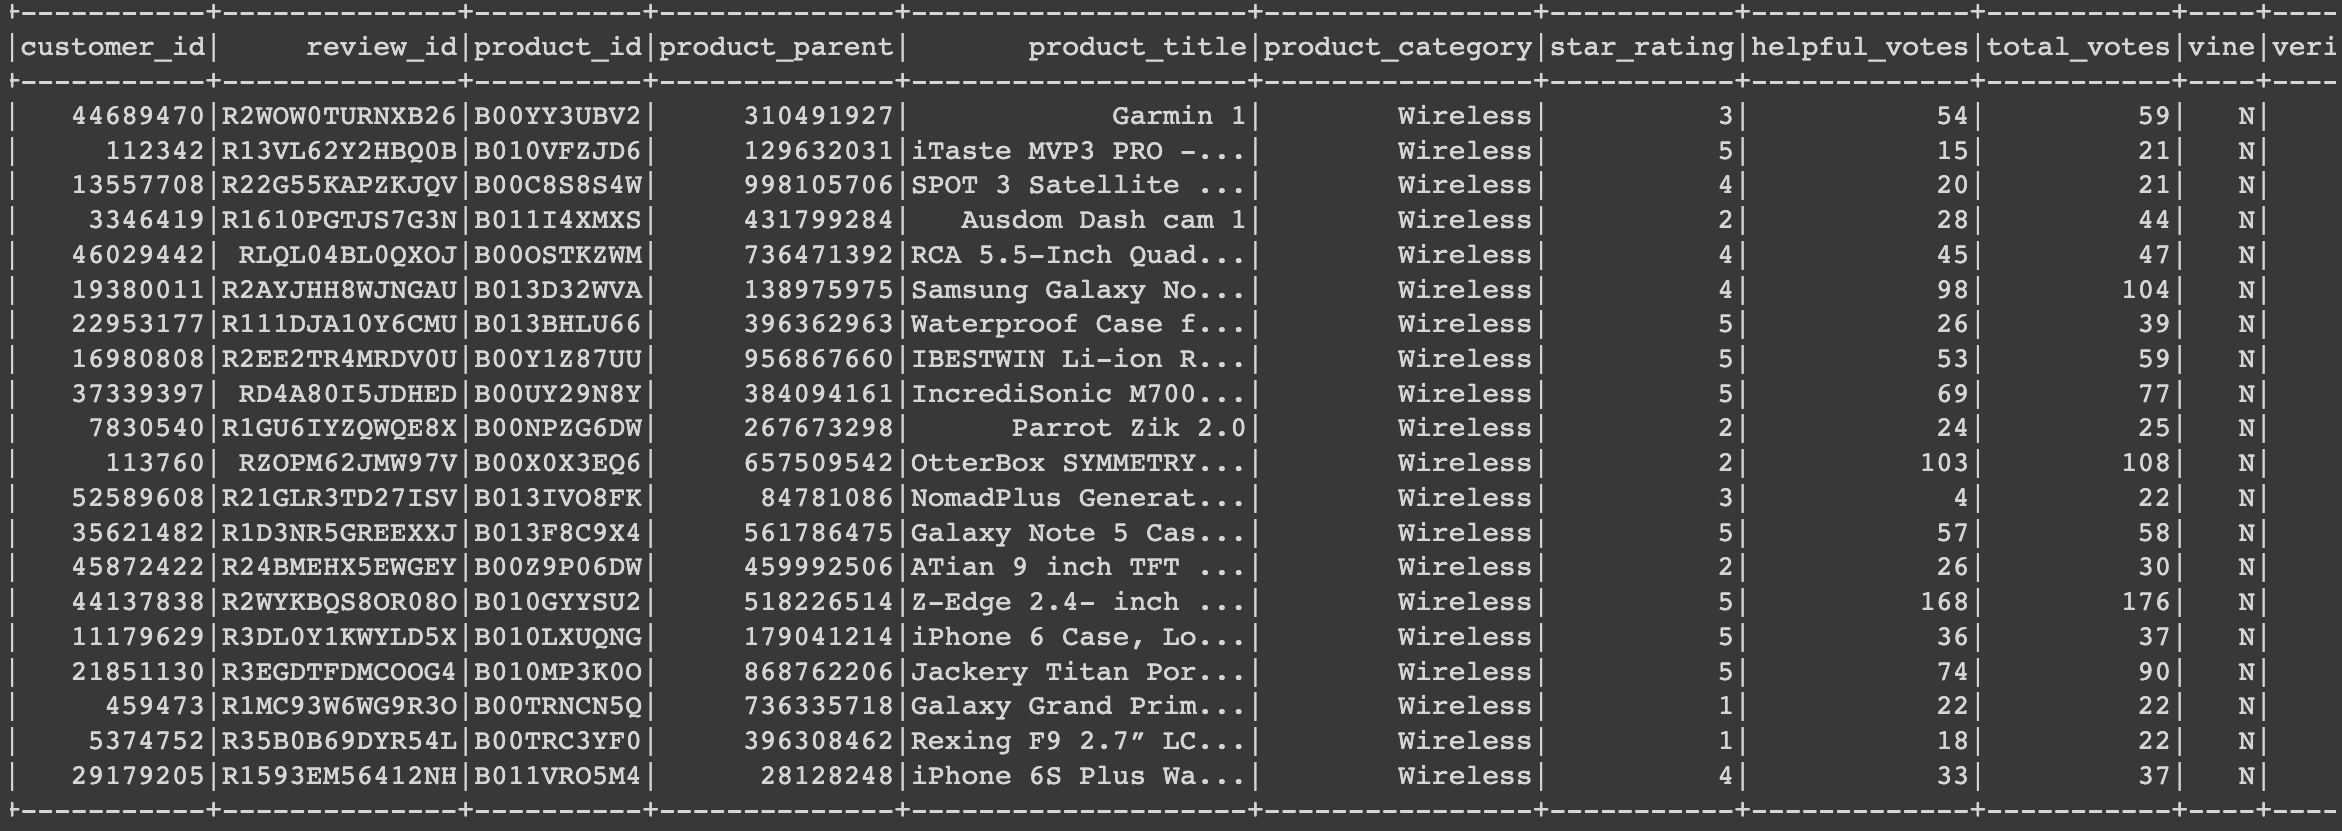 +-----------+--------------+----------+--------------+--------------------+----------------+-----------+-------------+-----------+----+----
|customer_id|     review_id|product_id|product_parent|       product_title|product_category|star_rating|helpful_votes|total_votes|vine|veri
+-----------+--------------+----------+--------------+--------------------+----------------+-----------+-------------+-----------+----+----
|   44689470|R2WOW0TURNXB26|B00YY3UBV2|     310491927|            Garmin 1|        Wireless|          3|           54|         59|   N|
|     112342|R13VL62Y2HBQ0B|B010VFZJD6|     129632031|iTaste MVP3 PRO -...|        Wireless|          5|           15|         21|   N|
|   13557708|R22G55KAPZKJQV|B00C8S8S4W|     998105706|SPOT 3 Satellite ...|        Wireless|          4|           20|         21|   N|
|    3346419|R1610PGTJS7G3N|B011I4XMXS|     431799284|   Ausdom Dash cam 1|        Wireless|          2|           28|         44|   N|
|   46029442| RLQL04BL0QXOJ|B00OSTKZWM|     736471392|RCA 5.5-Inch Quad...|        Wireless|          4|           45|         47|   N|
|   19380011|R2AYJHH8WJNGAU|B013D32WVA|     138975975|Samsung Galaxy No...|        Wireless|          4|           98|        104|   N|
|   22953177|R111DJA10Y6CMU|B013BHLU66|     396362963|Waterproof Case f...|        Wireless|          5|           26|         39|   N|
|   16980808|R2EE2TR4MRDV0U|B00Y1Z87UU|     956867660|IBESTWIN Li-ion R...|        Wireless|          5|           53|         59|   N|
|   37339397| RD4A80I5JDHED|B00UY29N8Y|     384094161|IncrediSonic M700...|        Wireless|          5|           69|         77|   N|
|    7830540|R1GU6IYZQWQE8X|B00NPZG6DW|     267673298|      Parrot Zik 2.0|        Wireless|          2|           24|         25|   N|
|     113760| RZOPM62JMW97V|B00X0X3EQ6|     657509542|OtterBox SYMMETRY...|        Wireless|          2|          103|        108|   N|
|   52589608|R21GLR3TD27ISV|B013IVO8FK|      84781086|NomadPlus Generat...|        Wireless|          3|            4|         22|   N|
|   35621482|R1D3NR5GREEXXJ|B013F8C9X4|     561786475|Galaxy Note 5 Cas...|        Wireless|          5|           57|         58|   N|
|   45872422|R24BMEHX5EWGEY|B00Z9P06DW|     459992506|ATian 9 inch TFT ...|        Wireless|          2|           26|         30|   N|
|   44137838|R2WYKBQS8OR08O|B010GYYSU2|     518226514|Z-Edge 2.4- inch ...|        Wireless|          5|          168|        176|   N|
|   11179629|R3DL0Y1KWYLD5X|B010LXUQNG|     179041214|iPhone 6 Case, Lo...|        Wireless|          5|           36|         37|   N|
|   21851130|R3EGDTFDMCOOG4|B010MP3K0O|     868762206|Jackery Titan Por...|        Wireless|          5|           74|         90|   N|
|     459473|R1MC93W6WG9R3O|B00TRNCN5Q|     736335718|Galaxy Grand Prim...|        Wireless|          1|           22|         22|   N|
|    5374752|R35B0B69DYR54L|B00TRC3YF0|     396308462|Rexing F9 2.7” LC...|        Wireless|          1|           18|         22|   N|
|   29179205|R1593EM56412NH|B011VRO5M4|      28128248|iPhone 6S Plus Wa...|        Wireless|          4|           33|         37|   N|
+-----------+--------------+----------+--------------+--------------------+----------------+-----------+-------------+-----------+----+----